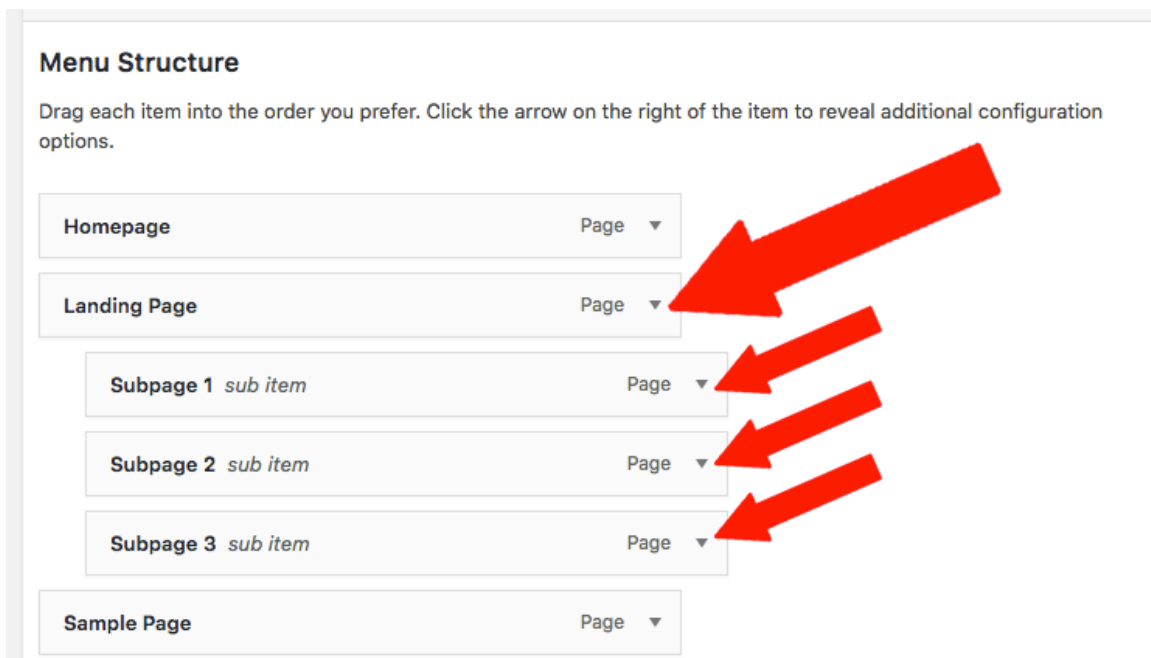 Menu Structure
Drag each item into the order you prefer. Click the arrow on the right of the item to reveal additional configuration
options.
Homepage Page
Landing Page Page
Subpage 1 sub item Page
Subpage 2 sub item Page
Subpage 3 sub item Page
Sample Page Page